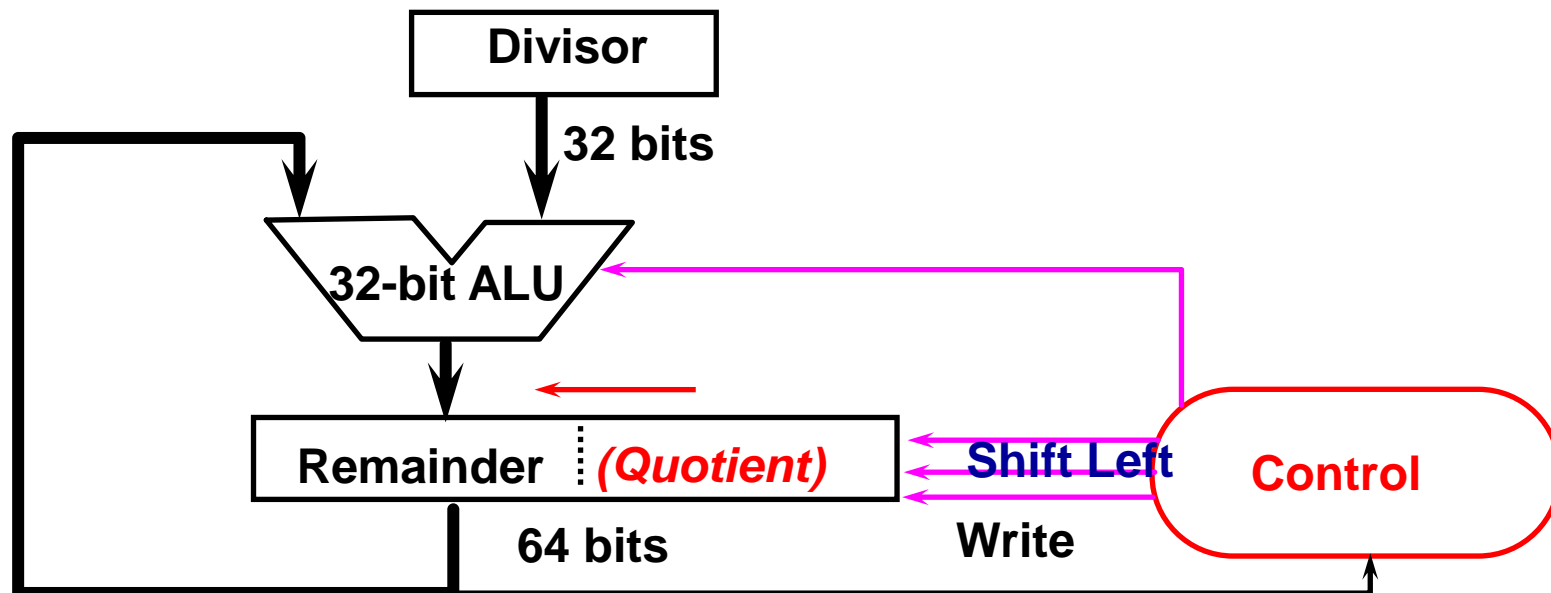 Divisor
32 bits
32-bit ALU
Remainder
(Quotient)
Shift Left
Control
64 bits
Write